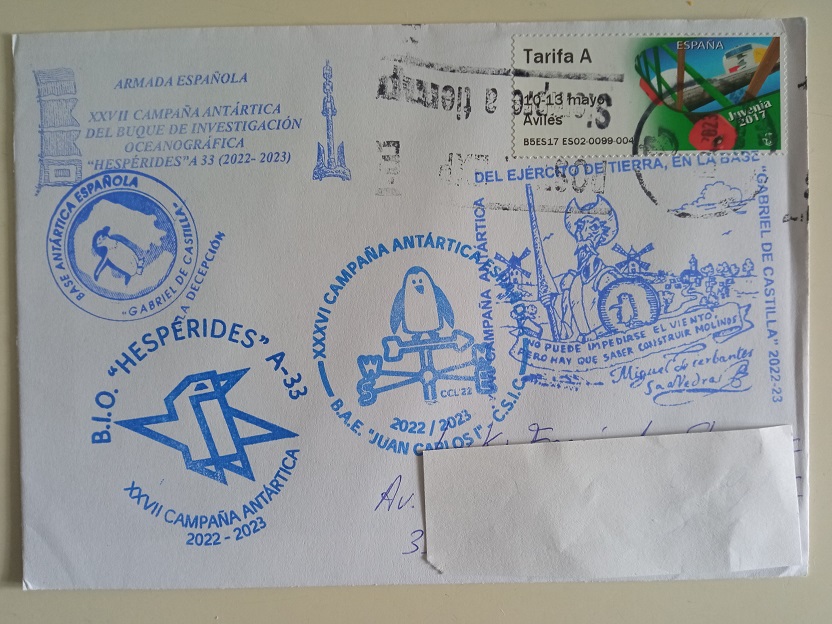 ARMADA ESPAÑOLA
XXVII CAMPAÑA ANTÁRTICA
DEL BUQUE DE INVESTIGACIÓN
OCEANOGRÁFICA
"HESPÉRIDES" A 33 (2022- 2023)
Tarifa A
ESPAÑA
10-13 mayo
Avilés
Juvenia
2017
BBES17 ES02-0099-004
a tiemp
BASE ANTÁRTICA ESPAÑOLA
"GABRIEL DE CASTILLA"
DECEPCIÓN
CAMPAÑA ANTÁRTICA
DEL EJÉRCITO DE TIERRA, EN LA BASE
"GABRIEL DE CASTILLA" 2022-23
NO PUEDE IMPEDIRSE EL VIENTO.
PERO HAY QUE SABER CONSTRUIR MOLINOS
Miguel de Cerbantes
Saavedra
XXXVI CAMPAÑA ANTÁRTICA
CCL'22
2022 / 2023
B.A.E. "JUAN CARLOS I" - C.S.I.C.
B.I.O. "HESPÉRIDES" A-33
XXVII CAMPAÑA ANTÁRTICA
2022 - 2023
Av.
3